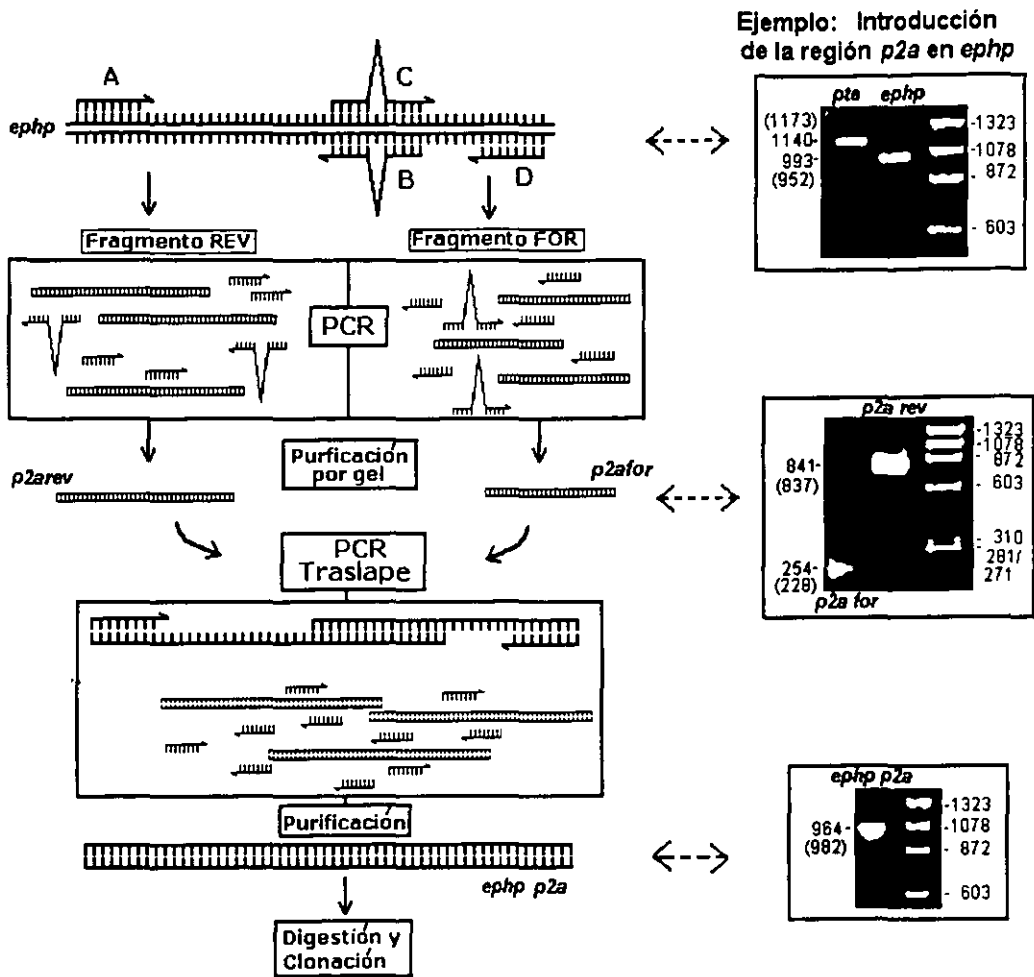 Ejemplo: Introducción
de la región p2a en ephp
A
C
ephp
B
D
pta ephp
(1173)
1140-
993-
(952)
-1323
-1078
- 872
- 603
Fragmento REV
Fragmento FOR
PCR
Purificación
por gel
p2arev
p2afor
p2a rev
841-
(837)
254-
(228)
p2a for
-1323
-1078
- 872
- 603
- 310
- 281/
271
PCR
Traslape
Purificación
ephp p2a
ephp p2a
964-
(982)
-1323
-1078
- 872
- 603
Digestión y
Clonación